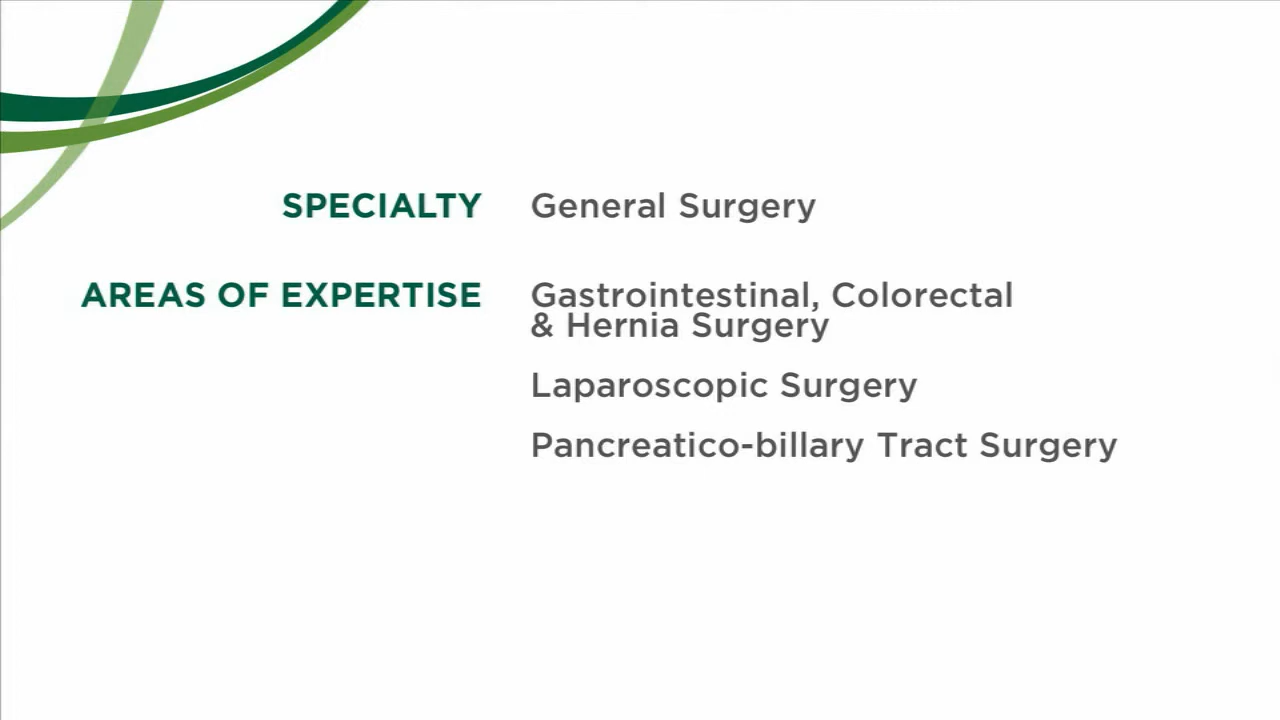 SPECIALTY General Surgery
AREAS OF EXPERTISE Gastrointestinal, Colorectal
& Hernia Surgery
Laparoscopic Surgery
Pancreatico-billary Tract Surgery